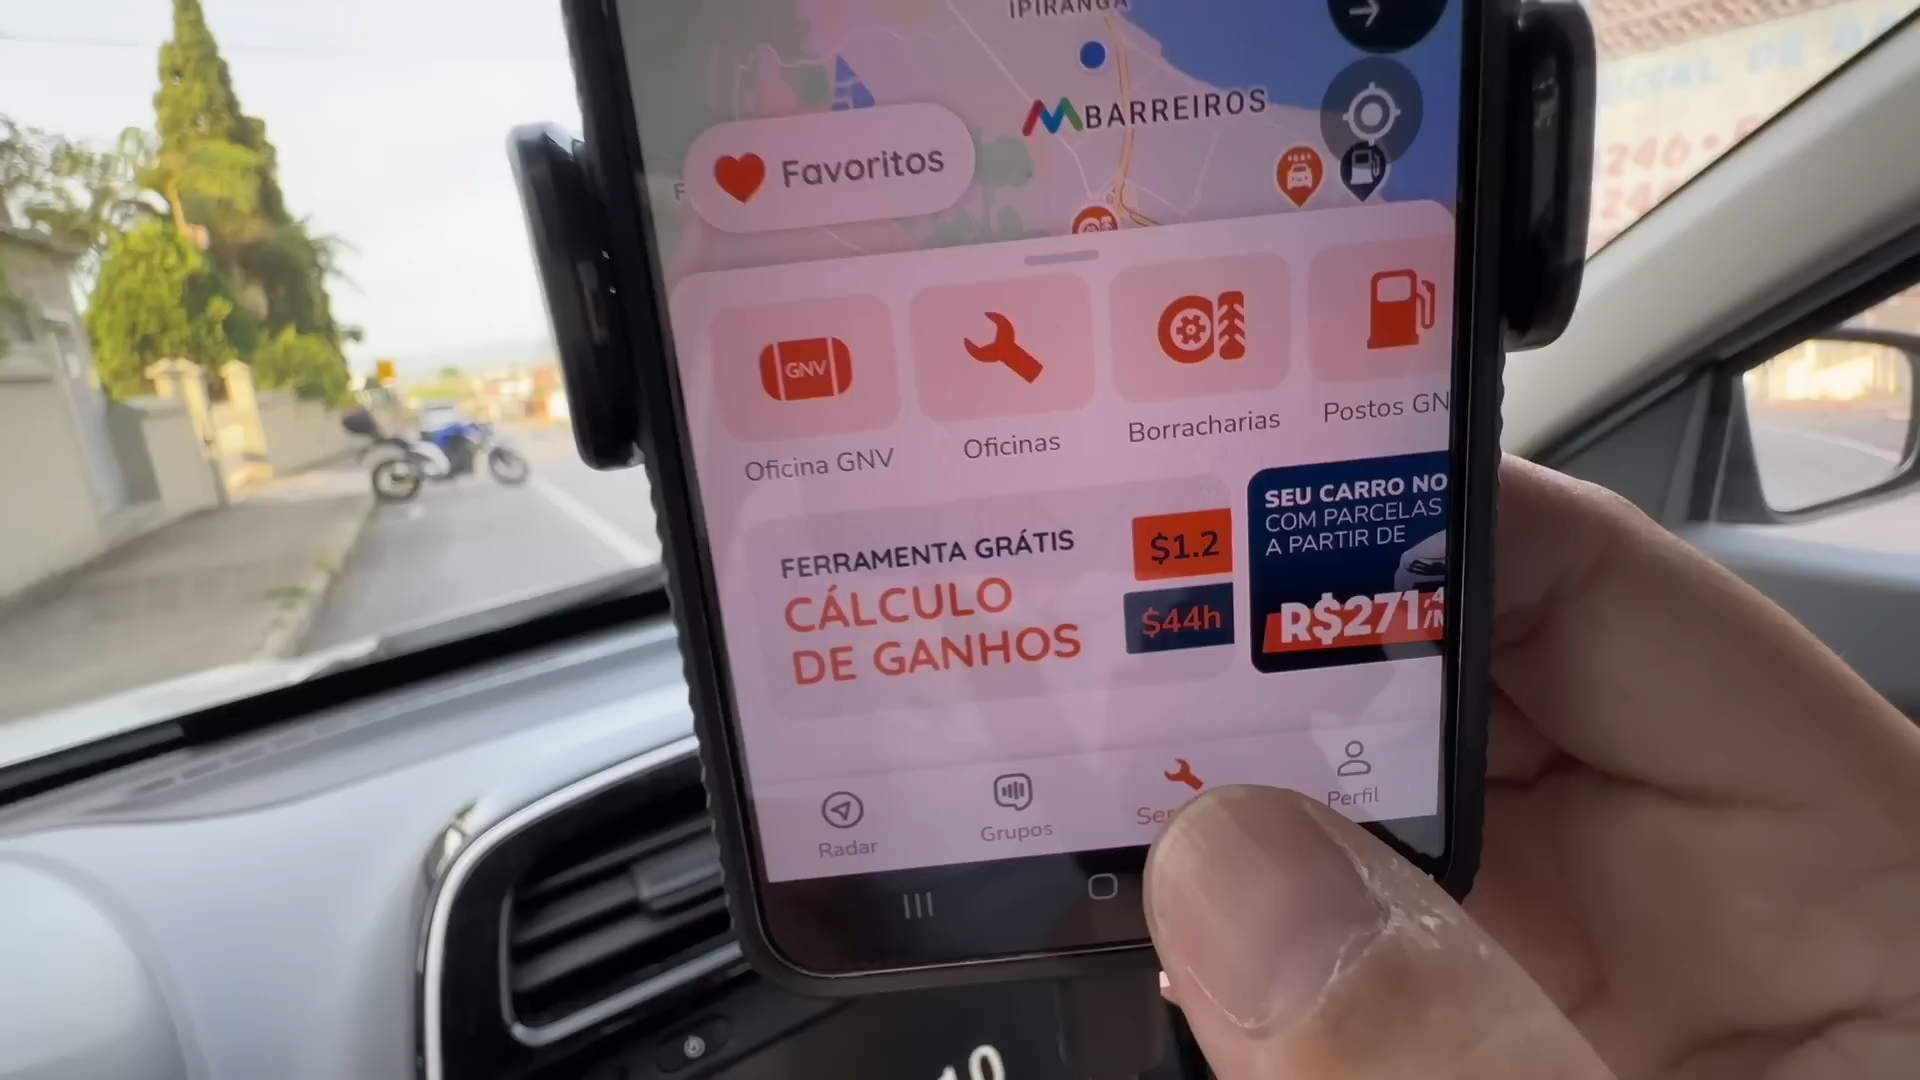 IPIRANGA
BARREIROS
Favoritos
GNV
Oficina GNV
Oficinas
Borracharias
Postos GN
FERRAMENTA GRÁTIS
CÁLCULO
DE GANHOS
$1.2
$44h
SEU CARRO NO
COM PARCELAS
A PARTIR DE
R$271
Radar
Grupos
Ser
Perfil